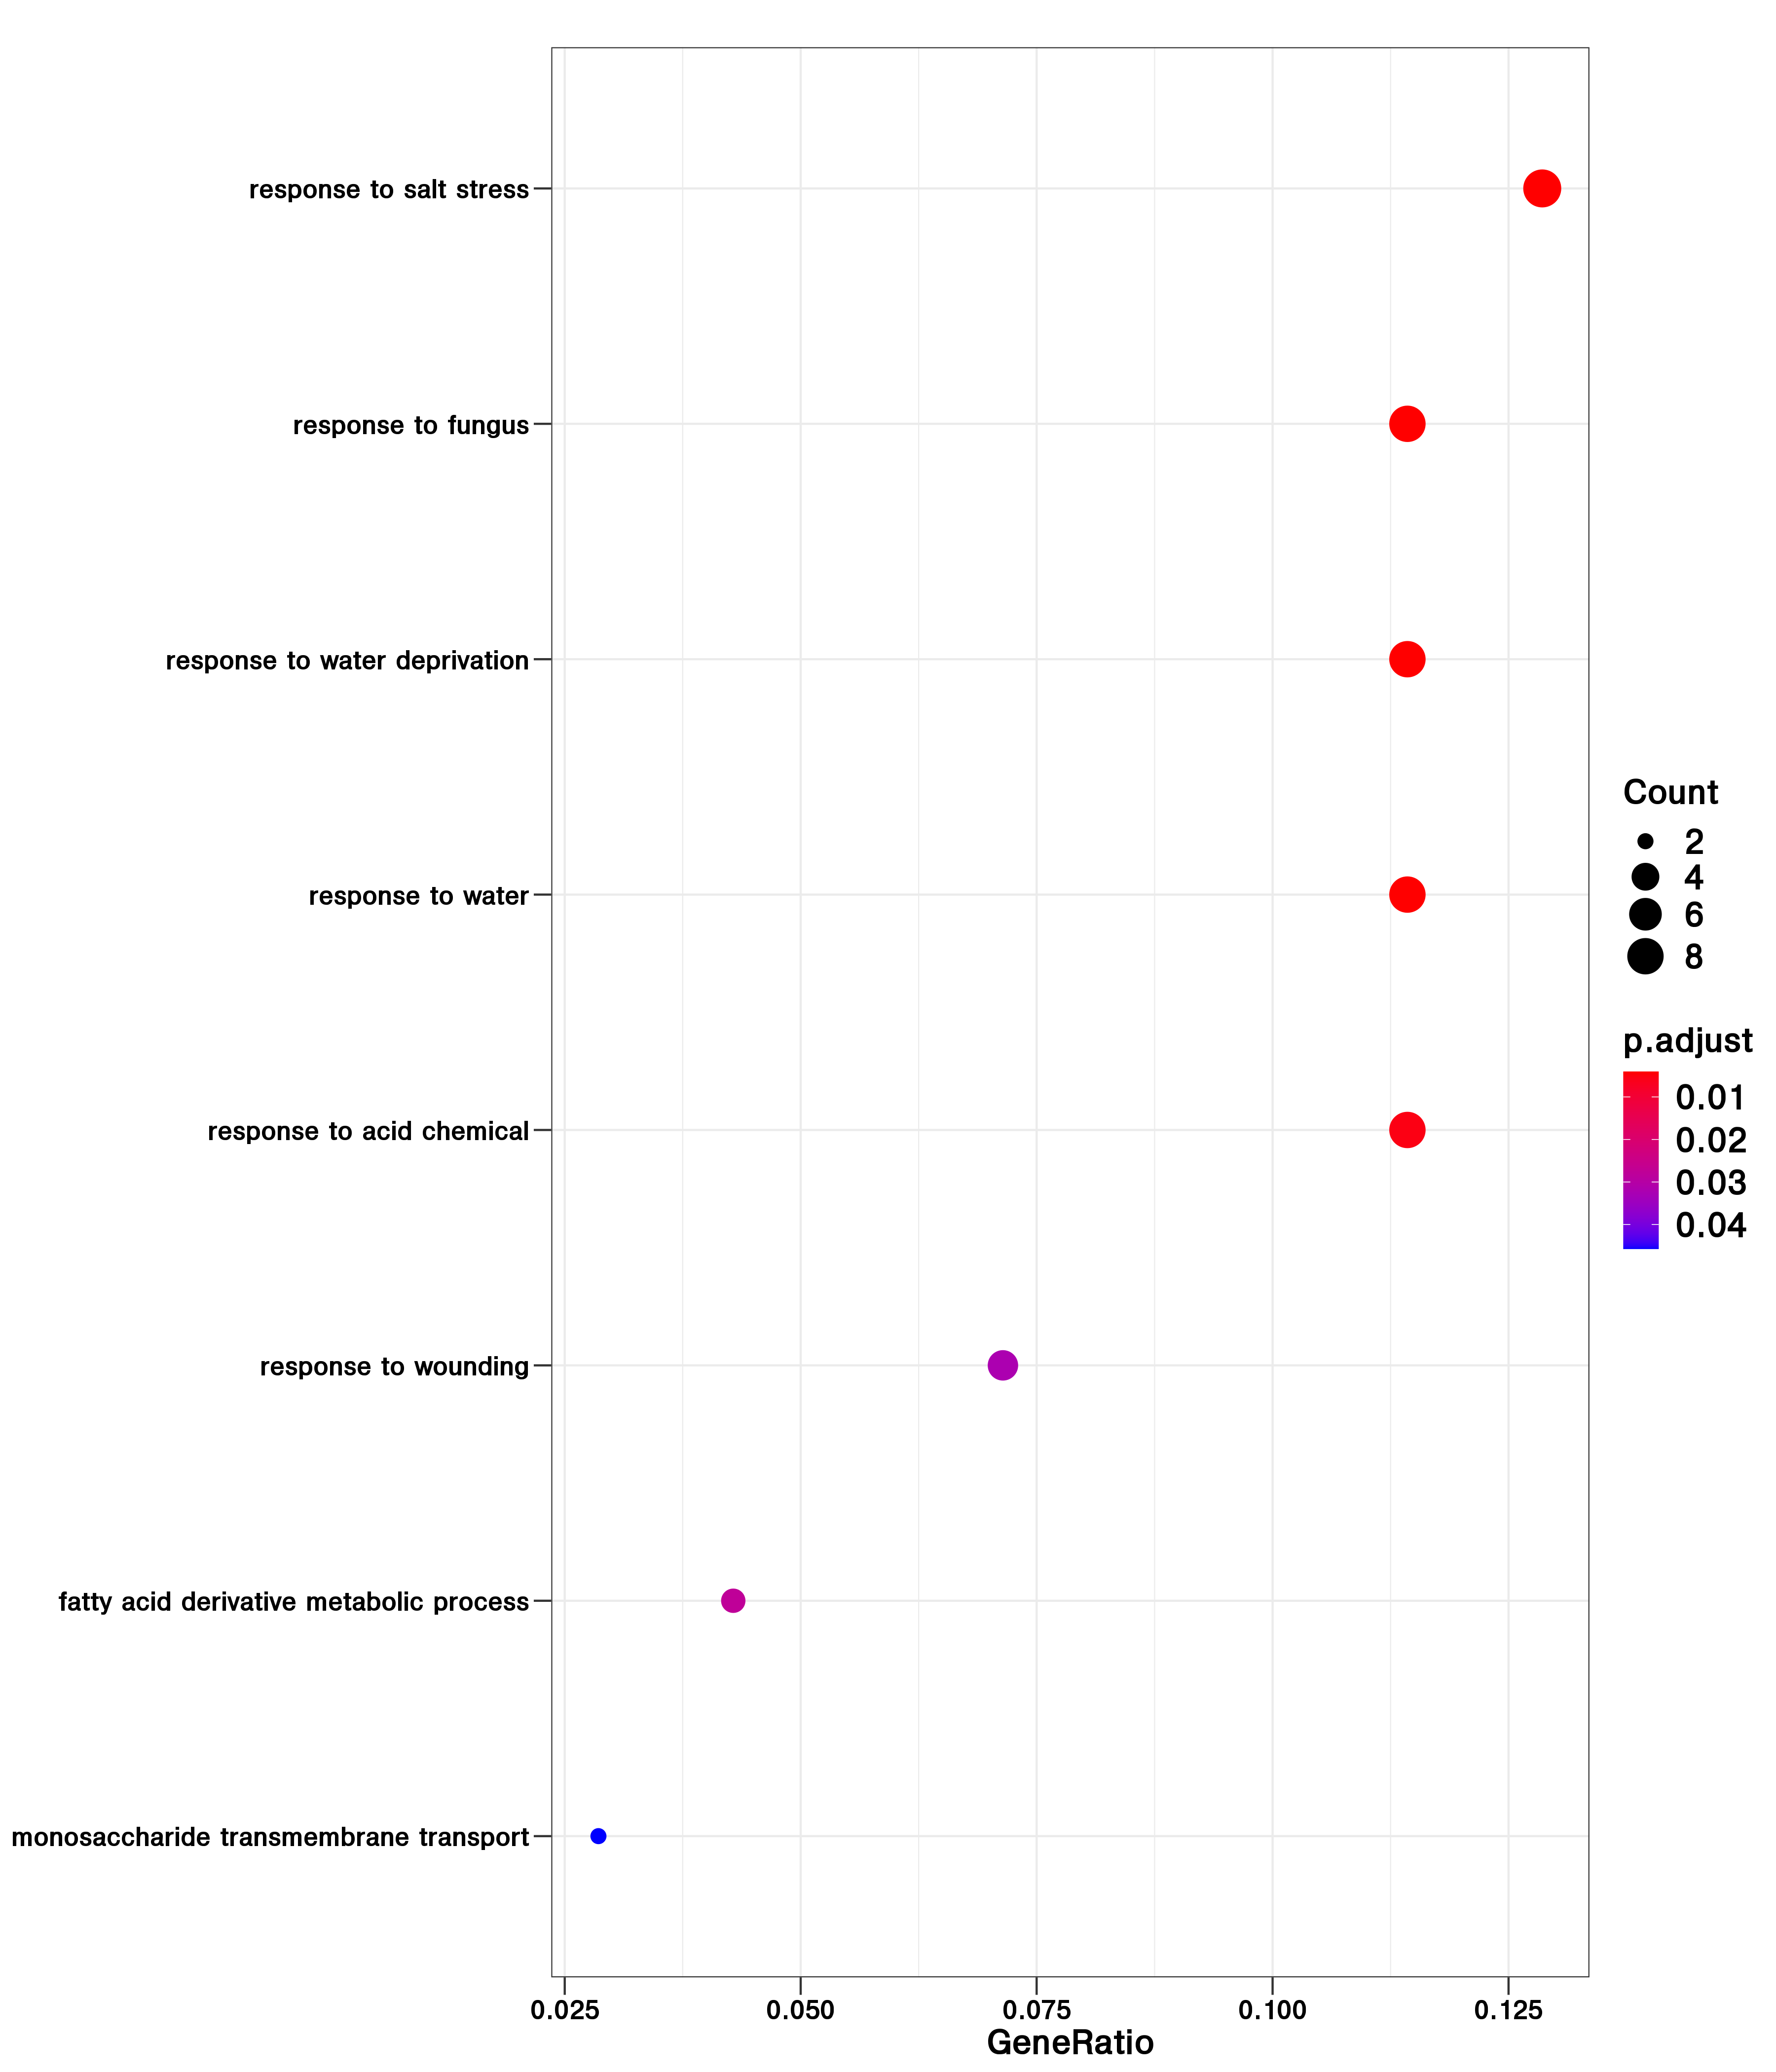 response to salt stress
response to fungus
response to water deprivation
response to water
response to acid chemical
response to wounding
fatty acid derivative metabolic process
monosaccharide transmembrane transport
0.025 0.050 0.075 0.100 0.125
GeneRatio
Count
2
4
6
8
p.adjust
0.01
0.02
0.03
0.04